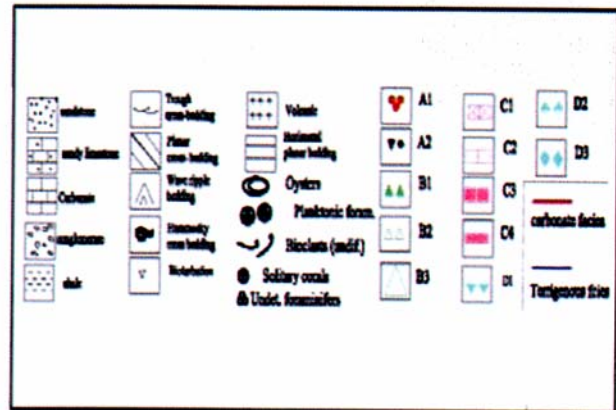 sandstone
sandy limestone
Carbonate
conglomerate
shale
Trough
cross-bedding
Planar
cross-bedding
Wave ripple
bedding
Hummocky
cross bedding
Bioturbation
Volcanic
Horizontal
planar bedding
Oysters
Planktonic foram.
Bioclasts (undif.)
Solitary corals
Undet. foraminifers
A1
A2
B1
B2
B3
C1
C2
C3
C4
D1
D2
D3
carbonate facies
Terrigenous fries